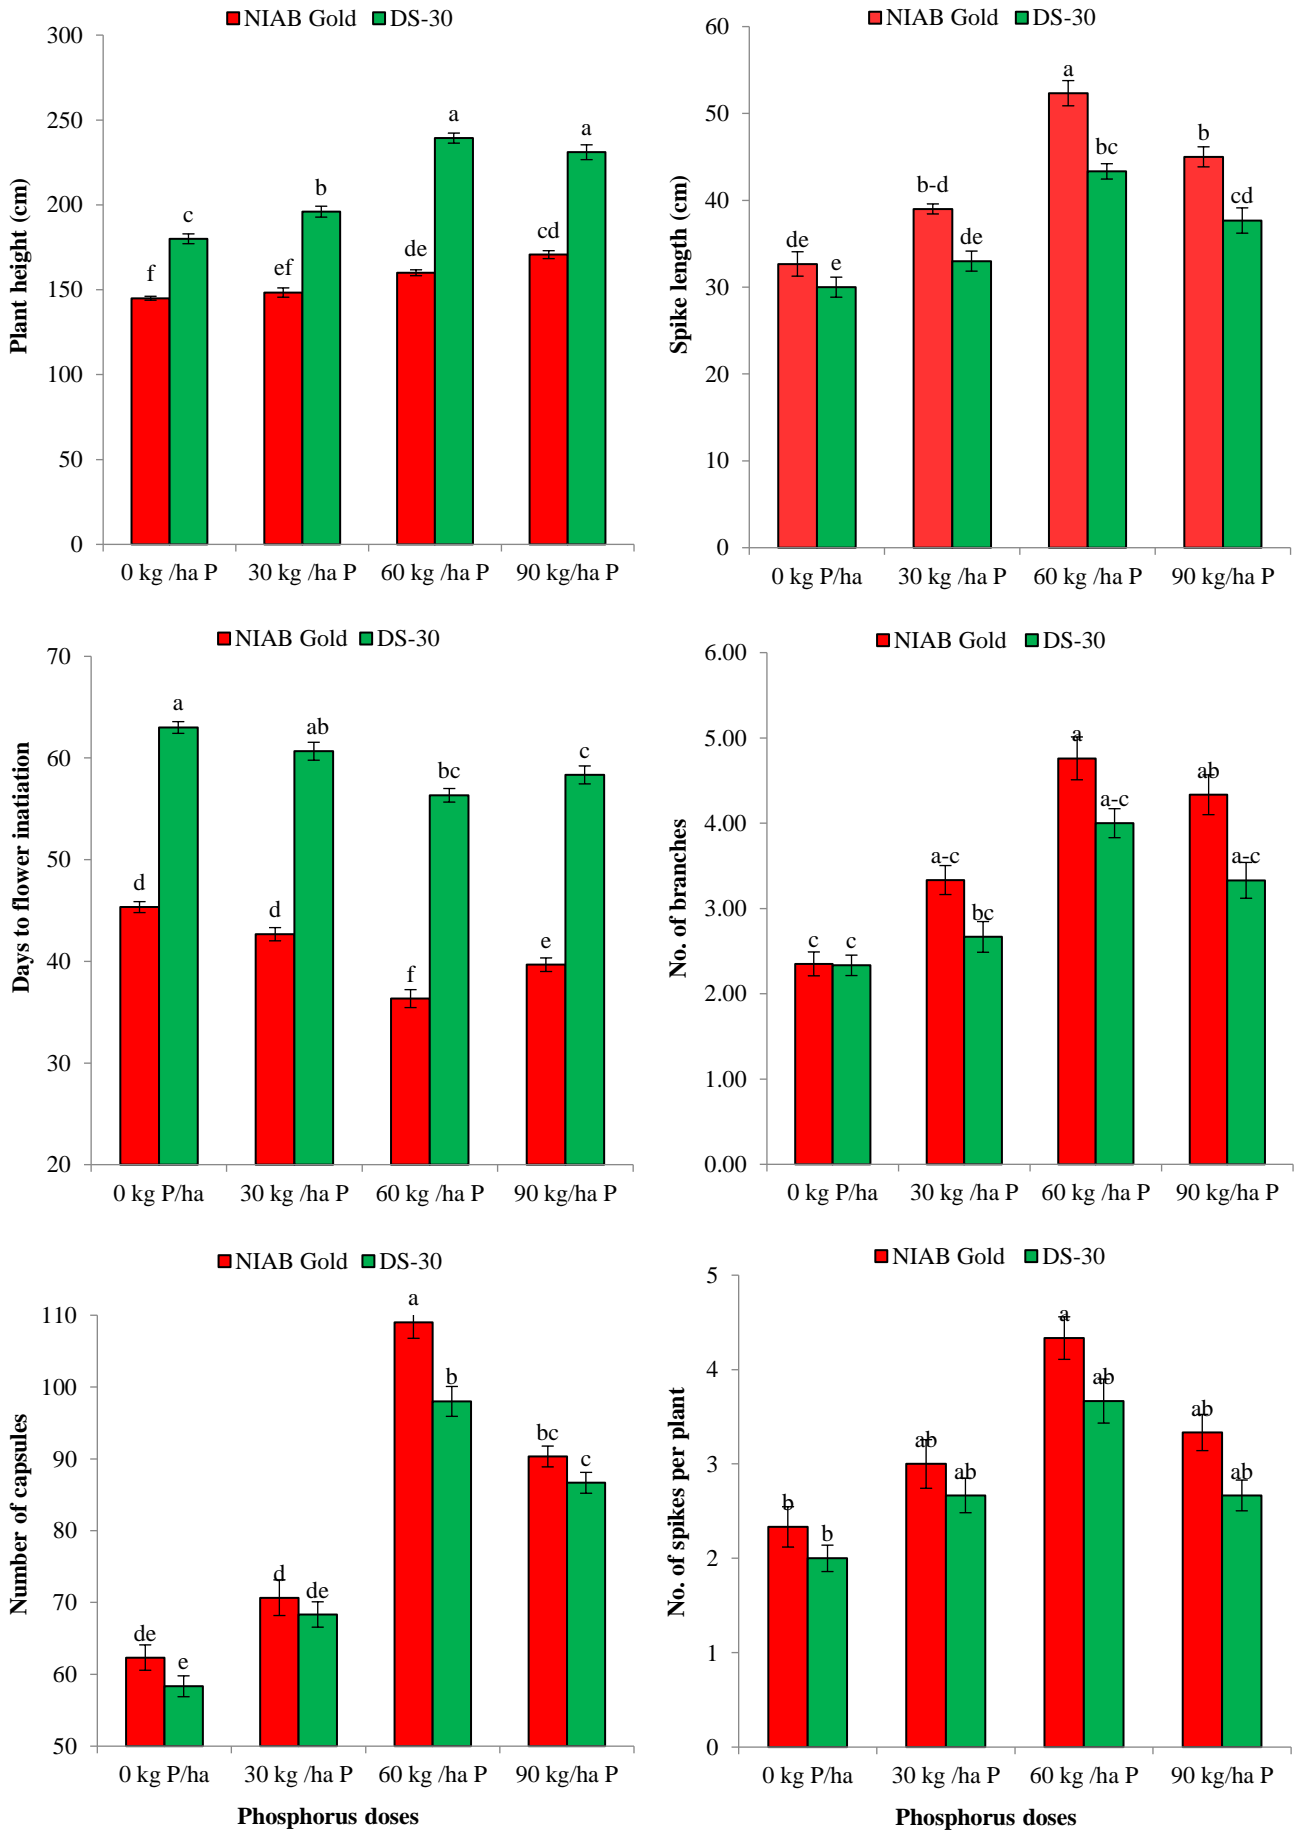 NIAB Gold DS-30
300
250
200
150
100
50
0
Plant height (cm)
f
c
ef
b
de
a
cd
a
0 kg /ha P 30 kg /ha P 60 kg /ha P 90 kg/ha P
NIAB Gold DS-30
60
50
40
30
20
10
0
Spike length (cm)
de
e
b-d
de
a
bc
b
cd
0 kg P/ha 30 kg /ha P 60 kg /ha P 90 kg/ha P
NIAB Gold DS-30
70
60
50
40
30
20
Days to flower inatiation
d
a
d
ab
f
bc
e
c
0 kg P/ha 30 kg /ha P 60 kg /ha P 90 kg/ha P
NIAB Gold DS-30
6.00
5.00
4.00
3.00
2.00
1.00
0.00
No. of branches
c
c
a-c
bc
a
a-c
ab
a-c
0 kg P/ha 30 kg /ha P 60 kg /ha P 90 kg/ha P
NIAB Gold DS-30
110
100
90
80
70
60
50
Number of capsules
de
e
d
de
a
b
bc
c
0 kg P/ha 30 kg /ha P 60 kg /ha P 90 kg/ha P
Phosphorus doses
NIAB Gold DS-30
5
4
3
2
1
0
No. of spikes per plant
b
b
ab
ab
a
ab
ab
ab
0 kg P/ha 30 kg /ha P 60 kg /ha P 90 kg/ha P
Phosphorus doses